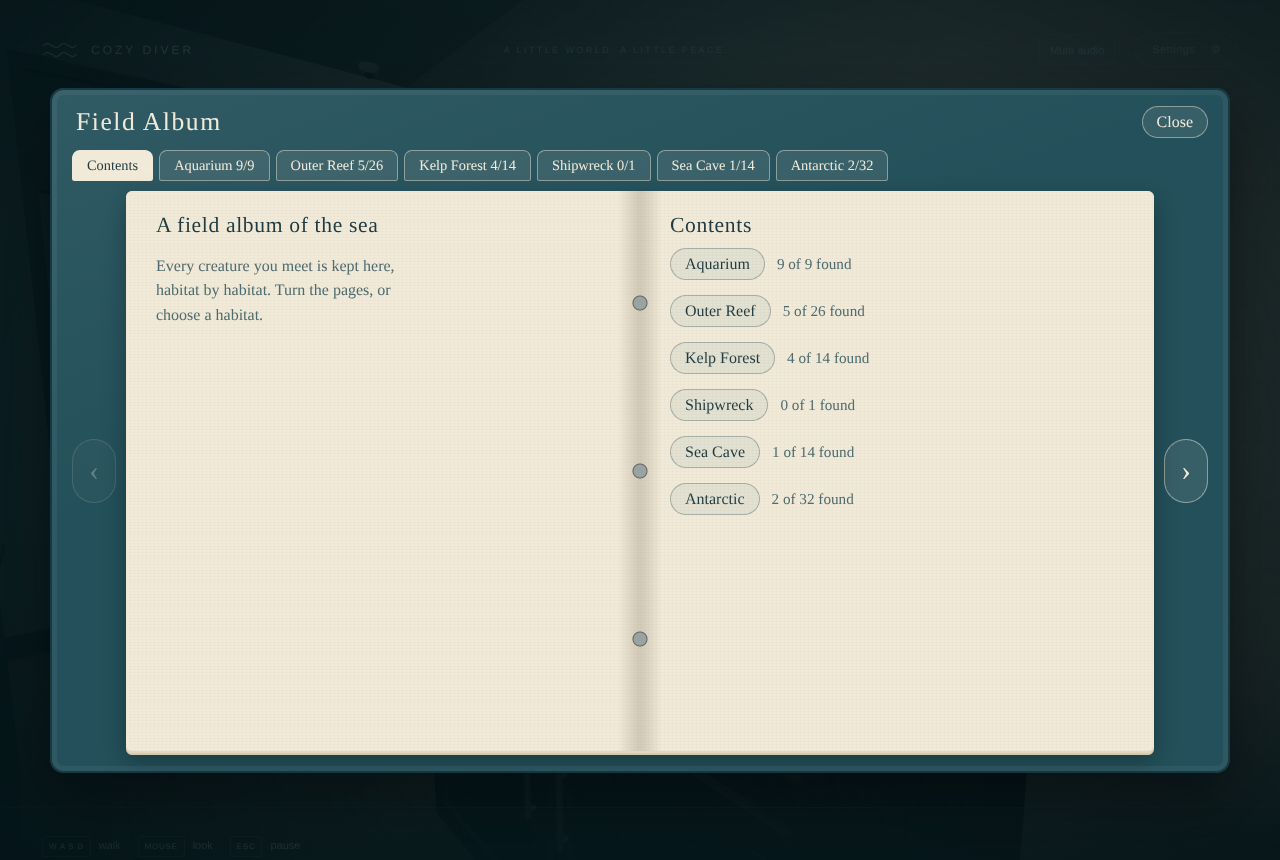 COZY DIVER
A LITTLE WORLD. A LITTLE PEACE.
Mute audio
Settings
Field Album
Close
Contents
Aquarium 9/9
Outer Reef 5/26
Kelp Forest 4/14
Shipwreck 0/1
Sea Cave 1/14
Antarctic 2/32
A field album of the sea
Every creature you meet is kept here,
habitat by habitat. Turn the pages, or
choose a habitat.
Contents
Aquarium 9 of 9 found
Outer Reef 5 of 26 found
Kelp Forest 4 of 14 found
Shipwreck 0 of 1 found
Sea Cave 1 of 14 found
Antarctic 2 of 32 found
‹
›
WASD walk MOUSE look ESC pause